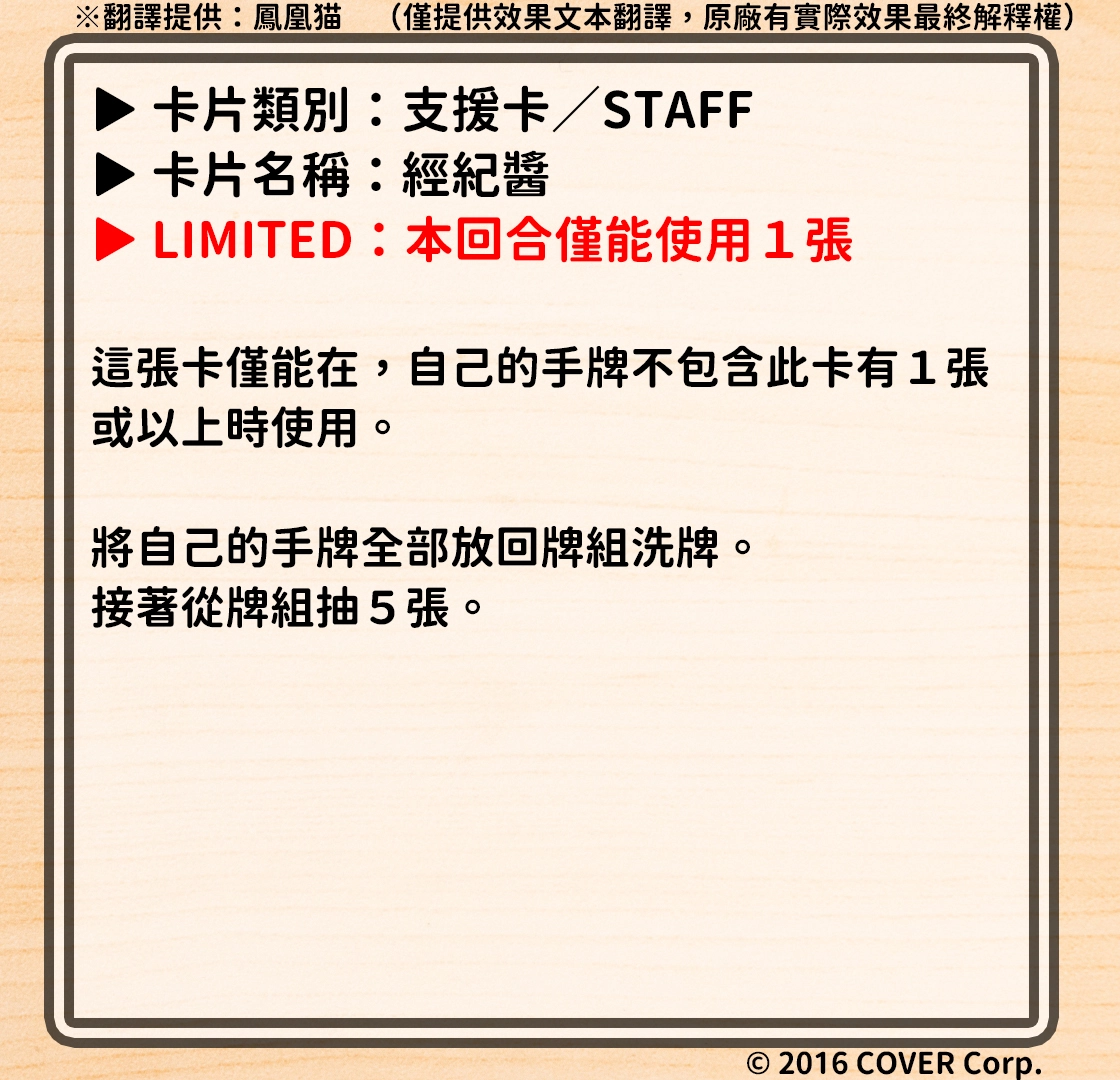 ※翻譯提供：鳳凰猫　（僅提供效果文本翻譯，原廠有實際效果最終解釋權）
▶ 卡片類別：支援卡／STAFF
▶ 卡片名稱：經紀醬
▶ LIMITED：本回合僅能使用１張
這張卡僅能在，自己的手牌不包含此卡有１張
或以上時使用。
將自己的手牌全部放回牌組洗牌。
接著從牌組抽５張。
© 2016 COVER Corp.